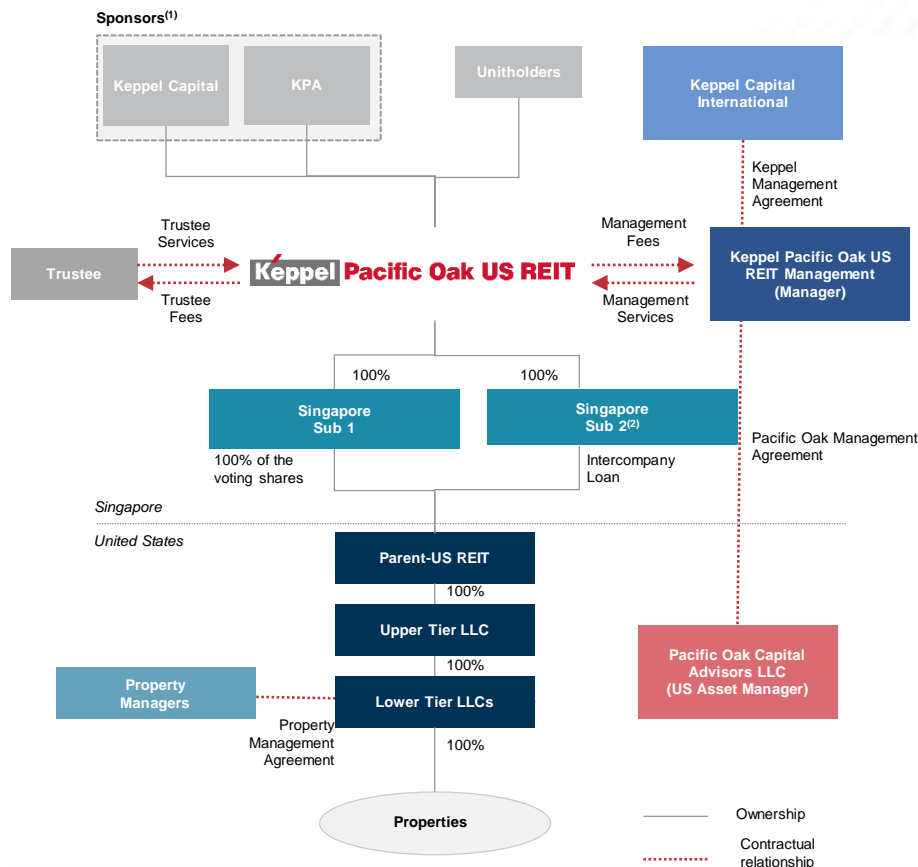 Sponsors(1)
Keppel Capital
KPA
Unitholders
Keppel Capital
International
Keppel
Management
Agreement
Trustee
Services
Management
Fees
Trustee
Keppel Pacific Oak US REIT
Keppel Pacific Oak US
REIT Management
(Manager)
Trustee
Fees
Management
Services
100%
100%
Singapore
Sub 1
Singapore
Sub 2(2)
100% of the
voting shares
Intercompany
Loan
Pacific Oak Management
Agreement
Singapore
United States
Parent-US REIT
100%
Upper Tier LLC
100%
Pacific Oak Capital
Advisors LLC
(US Asset Manager)
Property
Managers
Lower Tier LLCs
Property
Management
Agreement
100%
Properties
Ownership
Contractual
relationship